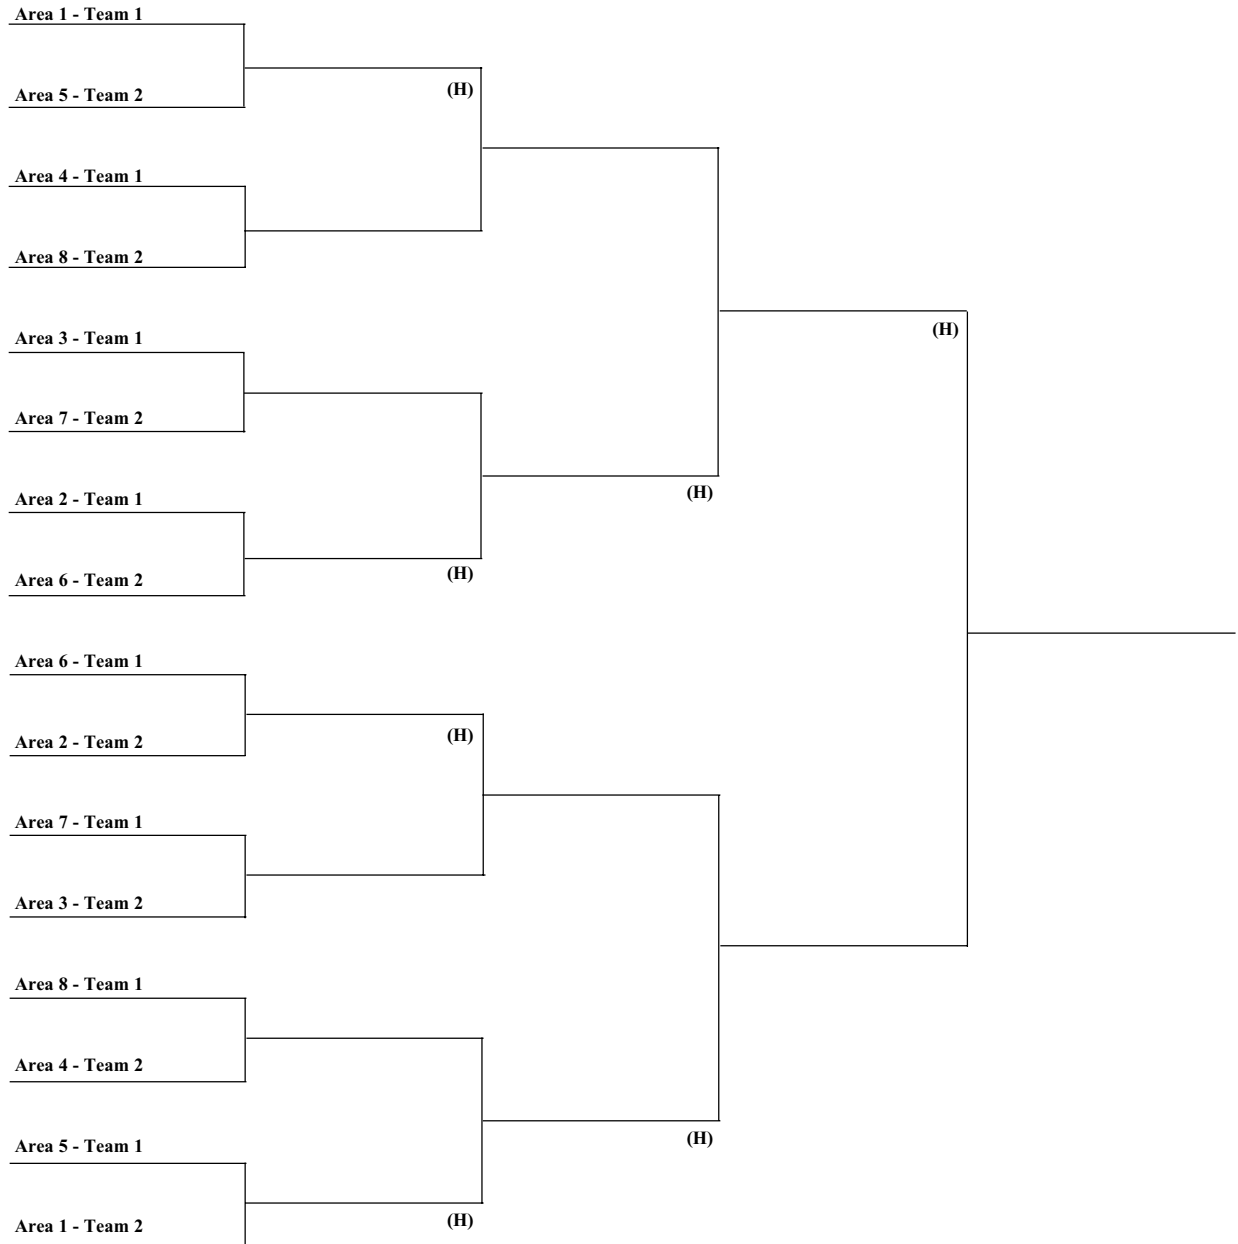 Area 1 - Team 1
Area 5 - Team 2
(H)
Area 4 - Team 1
Area 8 - Team 2
Area 3 - Team 1
(H)
Area 7 - Team 2
Area 2 - Team 1
(H)
Area 6 - Team 2
(H)
Area 6 - Team 1
Area 2 - Team 2
(H)
Area 7 - Team 1
Area 3 - Team 2
Area 8 - Team 1
Area 4 - Team 2
Area 5 - Team 1
(H)
Area 1 - Team 2
(H)